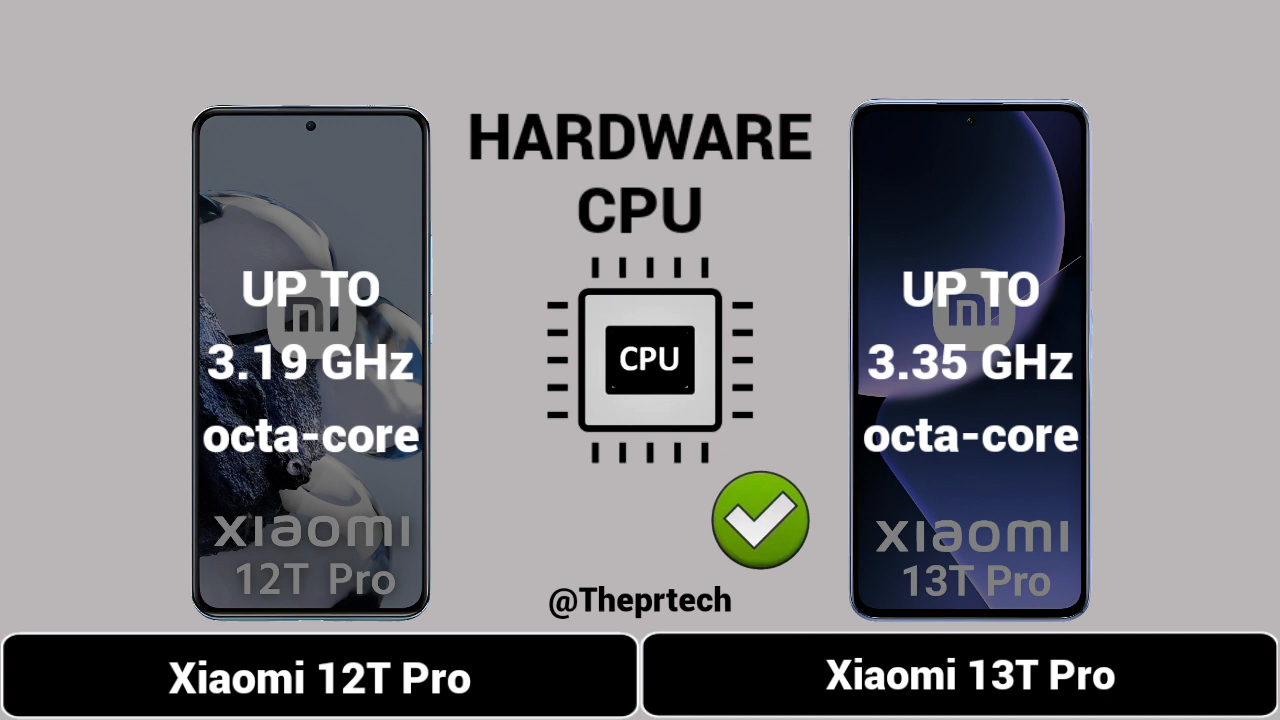 HARDWARE
CPU
UP TO
3.19 GHz
octa-core
xiaomi
12T Pro
CPU
UP TO
3.35 GHz
octa-core
xiaomi
13T Pro
@Theprtech
Xiaomi 12T Pro
Xiaomi 13T Pro